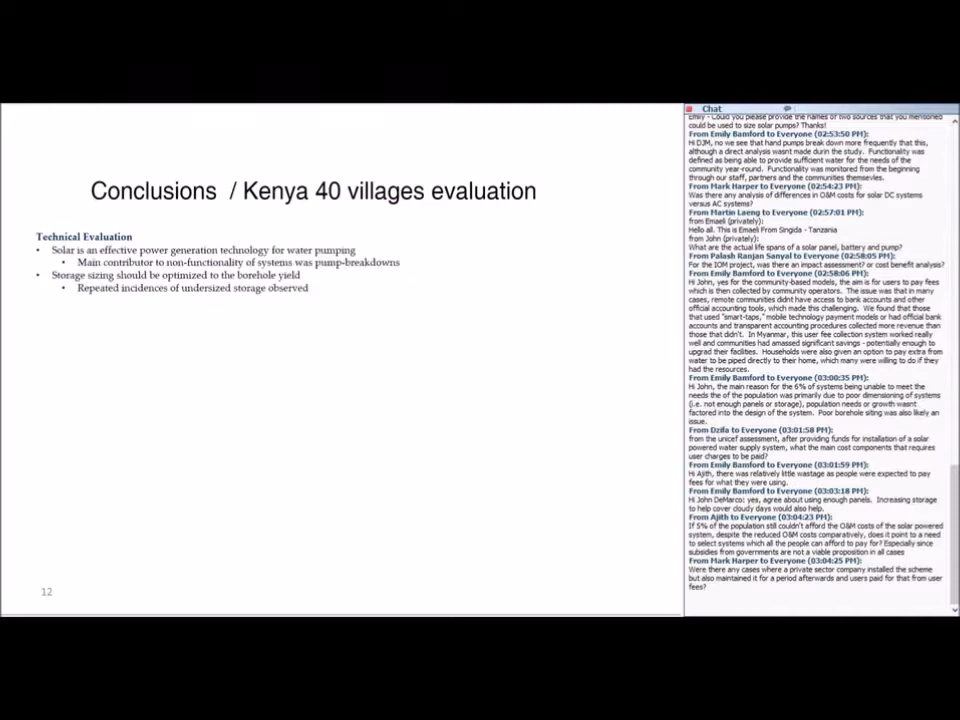 Conclusions / Kenya 40 villages evaluation
Technical Evaluation
• Solar is an effective power generation technology for water pumping
• Main contributor to non-functionality of systems was pump-breakdowns
• Storage sizing should be optimized to the borehole yield
• Repeated incidences of undersized storage observed
12
Chat
Emily - Could you please provide the names of two sources that you mentioned
could be used to size solar pumps? Thanks!
From Emily Bamford to Everyone (02:53:50 PM):
Hi DJM, no we see that hand pumps break down more frequently that this,
although a direct analysis wasnt made durin the study. Functionality was
defined as being able to provide sufficient water for the needs of the
community year-round. Functionality was monitored from the beginning
through our staff, partners and the communities themsevles.
From Mark Harper to Everyone (02:54:23 PM):
Was there any analysis of differences in O&M costs for solar DC systems
versus AC systems?
From Martin Laeng to Everyone (02:57:01 PM):
from Emaeli (privately):
Hello all. This is Emaeli From Singida - Tanzania
from John (privately):
What are the actual life spans of a solar panel, battery and pump?
From Palash Ranjan Sanyal to Everyone (02:58:05 PM):
For the IOM project, was there an impact assessment? or cost benefit analysis?
From Emily Bamford to Everyone (02:58:06 PM):
Hi John, yes for the community-based models, the aim is for users to pay fees
which is then collected by community operators. The issue was that in many
cases, remote communities didnt have access to bank accounts and other
official accounting tools, which made this challenging. We found that those
that used "smart-taps," mobile technology payment models or had official bank
accounts and transparent accounting procedures collected more revenue than
those that didn't. In Myanmar, this user fee collection system worked really
well and communities had amassed significant savings - potentially enough to
upgrad their facilities. Households were also given an option to pay extra from
water to be piped directly to their home, which many were willing to do if they
had the resources.
From Emily Bamford to Everyone (03:00:35 PM):
Hi John, the main reason for the 6% of systems being unable to meet the
needs the of the population was primarily due to poor dimensioning of systems
(i.e. not enough panels or storage), population needs or growth wasnt
factored into the design of the system. Poor borehole siting was also likely an
issue.
From Dzifa to Everyone (03:01:58 PM):
from the unicef assessment, after providing funds for installation of a solar
powered water supply system, what the main cost components that requires
user charges to be paid?
From Emily Bamford to Everyone (03:01:59 PM):
Hi Ajith, there was relatively little wastage as people were expected to pay
fees for what they were using.
From Emily Bamford to Everyone (03:03:18 PM):
Hi John DeMarco: yes, agree about using enough panels. Increasing storage
to help cover cloudy days would also help.
From Ajith to Everyone (03:04:23 PM):
If 5% of the population still couldn't afford the O&M costs of the solar powered
system, despite the reduced O&M costs comparatively, does it point to a need
to select systems which all the people can afford to pay for? Especially since
subsidies from governments are not a viable proposition in all cases
From Mark Harper to Everyone (03:04:25 PM):
Were there any cases where a private sector company installed the scheme
but also maintained it for a period afterwards and users paid for that from user
fees?